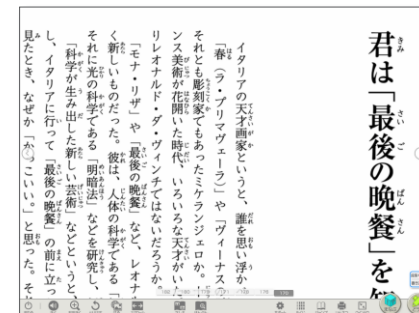 君は「最後の晩餐」を
イタリアの天才画家というと、誰を思い浮か
「春（ラ・プリマヴェーラ）」や「ヴィーナス
それとも彫刻家でもあったミケランジェロか。
ンス美術が花開いた時代、いろいろな天才がい
りレオナルド・ダ・ヴィンチではないだろうか。
「モナ・リザ」や「最後の晩餐」など、レオナル
く新しいものだった。彼は、人体の科学である「
それに光の科学である「明暗法」などを研究し、
「科学が生み出した新しい芸術」などというと、
し、イタリアに行って「最後の晩餐」の前に立っ
見たとき、なぜか「かっこいい。」と思った。それ